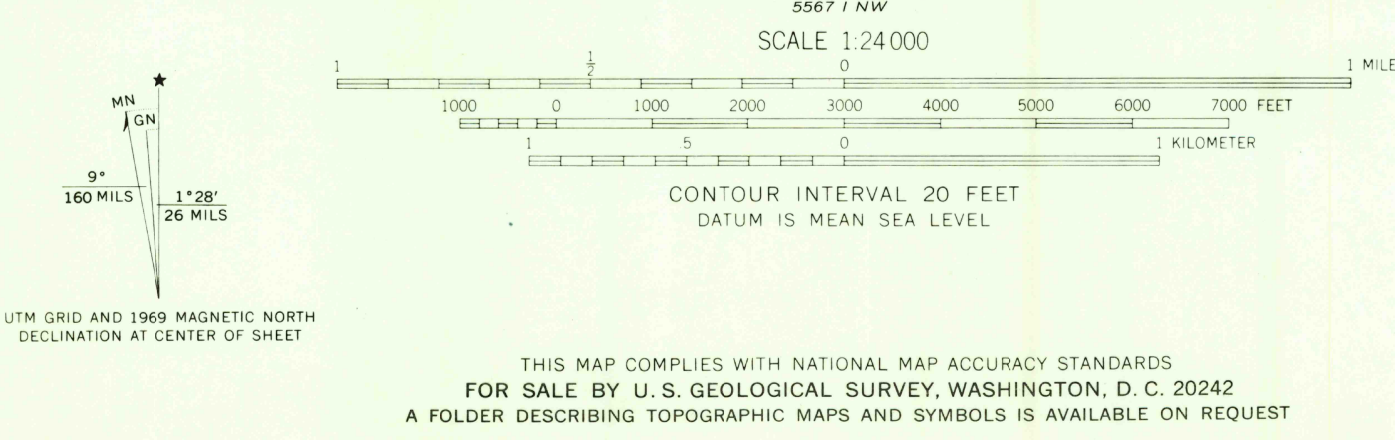 5567 I NW
SCALE 1:24 000
1 1/2 0 1 MILE
1000 0 1000 2000 3000 4000 5000 6000 7000 FEET
1 .5 0 1 KILOMETER
CONTOUR INTERVAL 20 FEET
DATUM IS MEAN SEA LEVEL
★
MN
GN
9°
160 MILS
1°28′
26 MILS
UTM GRID AND 1969 MAGNETIC NORTH
DECLINATION AT CENTER OF SHEET
THIS MAP COMPLIES WITH NATIONAL MAP ACCURACY STANDARDS
FOR SALE BY U. S. GEOLOGICAL SURVEY, WASHINGTON, D. C. 20242
A FOLDER DESCRIBING TOPOGRAPHIC MAPS AND SYMBOLS IS AVAILABLE ON REQUEST